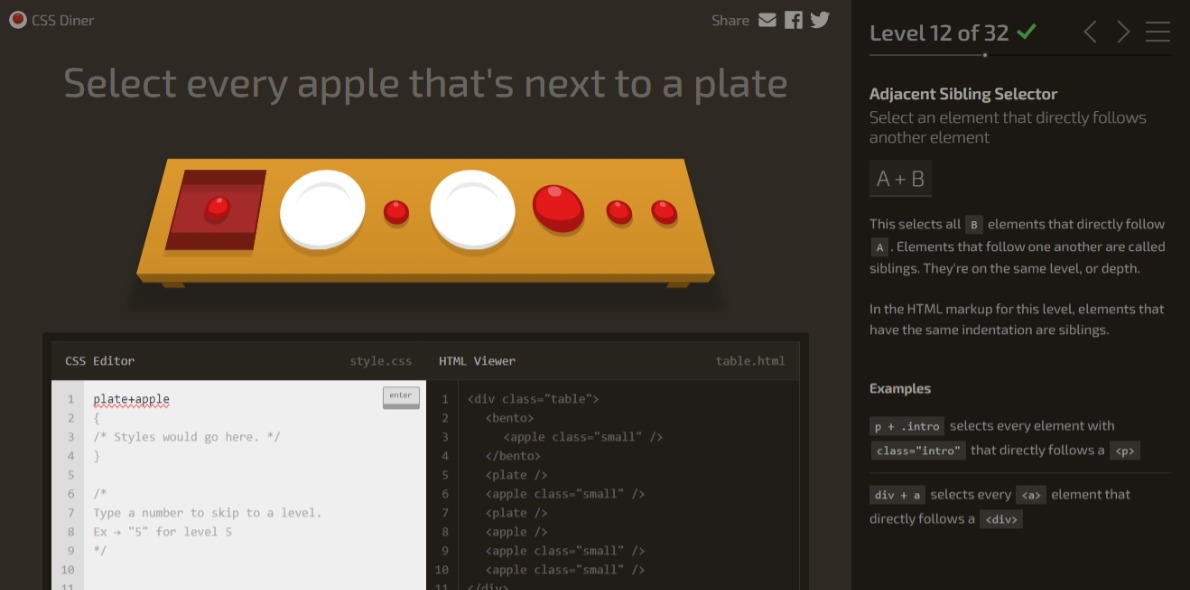 CSS Diner
Share
Select every apple that's next to a plate
CSS Editor
style.css
1 plate+apple
2 {
3 /* Styles would go here. */
4 }
5
6 /*
7 Type a number to skip to a level.
8 Ex → "5" for level 5
9 */
10
11
enter
HTML Viewer
table.html
1 <div class="table">
2 <bento>
3 <apple class="small" />
4 </bento>
5 <plate />
6 <apple class="small" />
7 <plate />
8 <apple />
9 <apple class="small" />
10 <apple class="small" />
11 </div>
Level 12 of 32
Adjacent Sibling Selector
Select an element that directly follows
another element
A + B
This selects all B elements that directly follow
A . Elements that follow one another are called
siblings. They're on the same level, or depth.
In the HTML markup for this level, elements that
have the same indentation are siblings.
Examples
p + .intro selects every element with
class="intro" that directly follows a <p>
div + a selects every <a> element that
directly follows a <div>